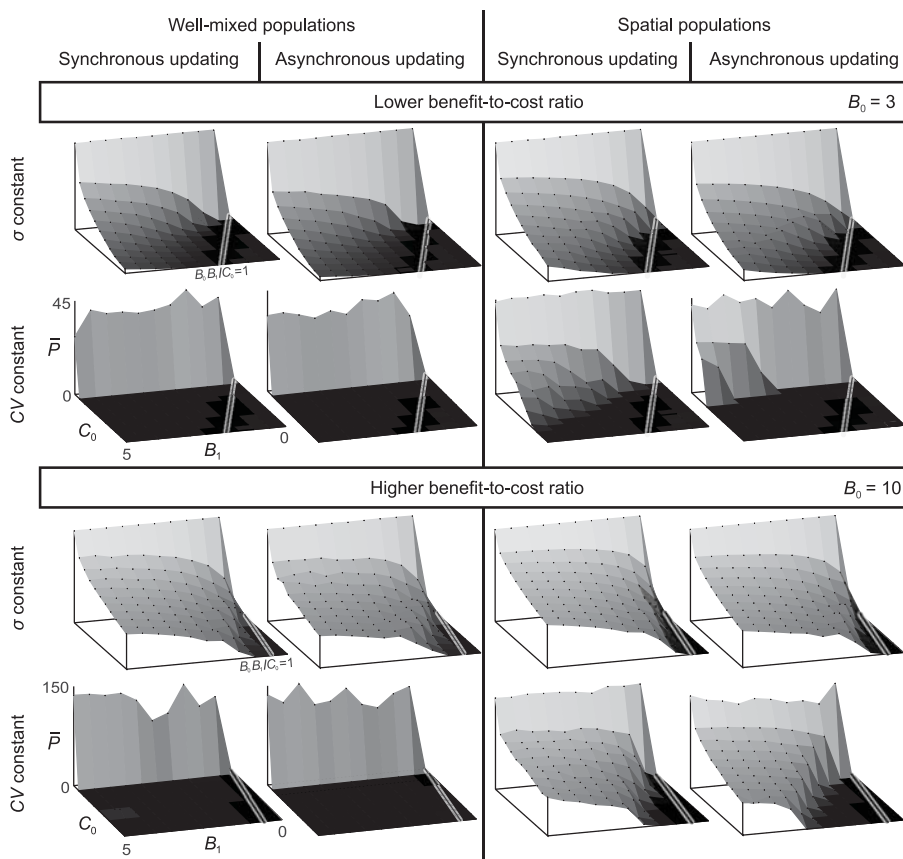 Well-mixed populations
Spatial populations
Synchronous updating
Asynchronous updating
Synchronous updating
Asynchronous updating
Lower benefit-to-cost ratio
B₀ = 3
σ constant
B₀B₁/C₀=1
CV constant
45
P̅
0
C₀
5
B₁
0
Higher benefit-to-cost ratio
B₀ = 10
σ constant
B₀B₁/C₀=1
CV constant
150
P̅
0
C₀
5
B₁
0